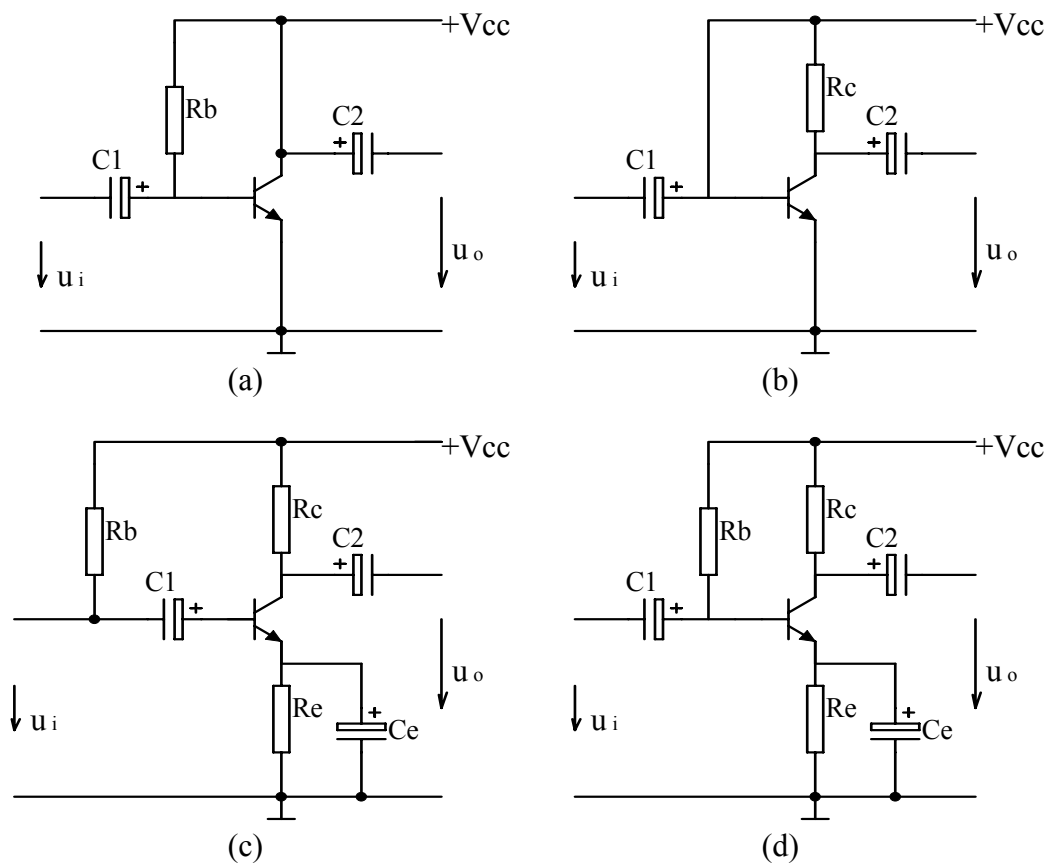 +Vcc
Rb
C2
C1
+
+
u i
u o
(a)
+Vcc
Rc
C2
C1
+
+
u i
u o
(b)
+Vcc
Rc
Rb
C2
C1
+
+
u o
u i
Re
+
Ce
(c)
+Vcc
Rc
Rb
C2
C1
+
+
u o
u i
Re
+
Ce
(d)